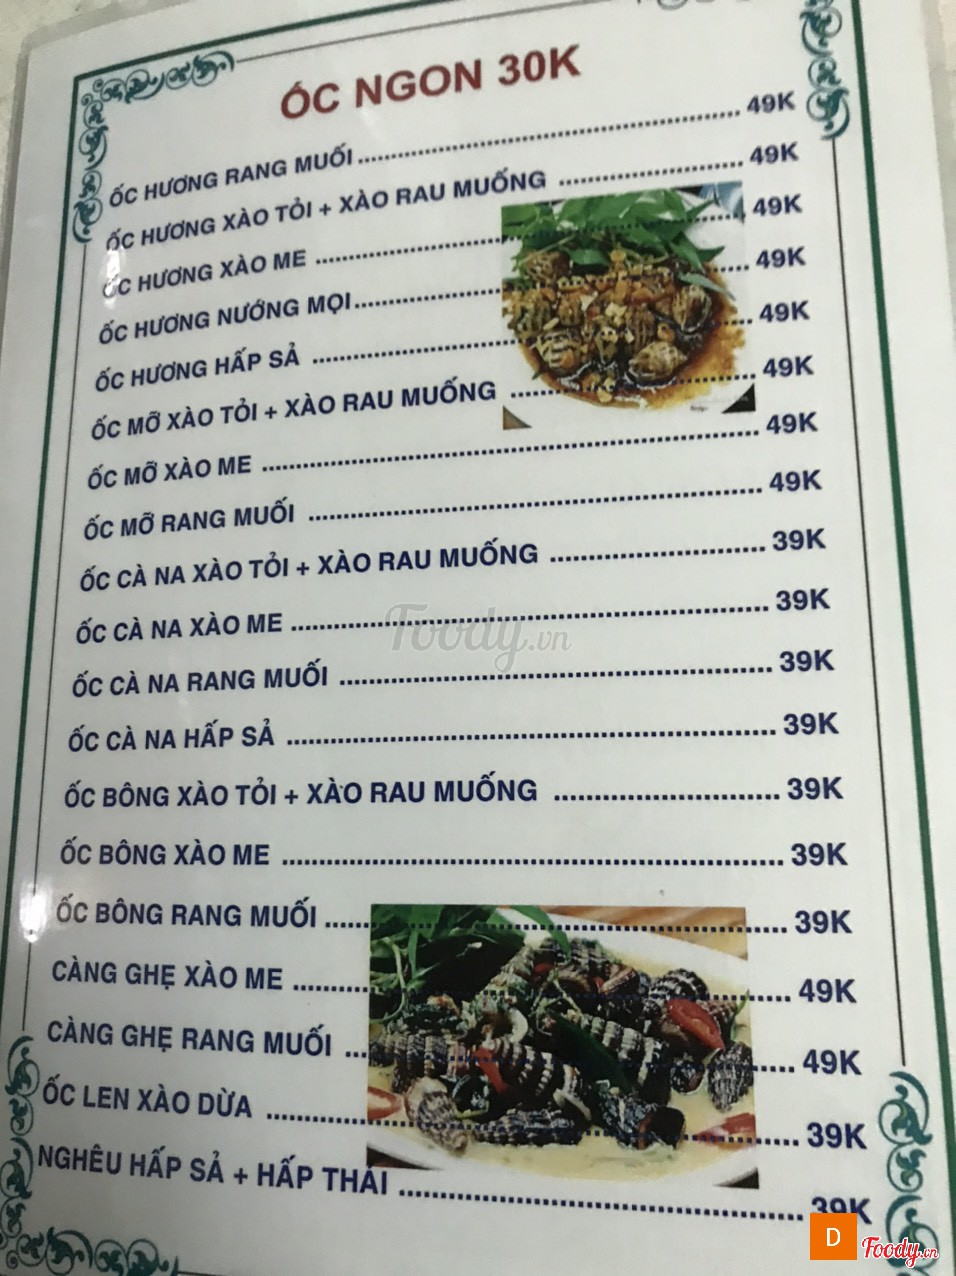 ỐC NGON 30K
ỐC HƯƠNG RANG MUỐI ........ 49K
ỐC HƯƠNG XÀO TỎI + XÀO RAU MUỐNG ........ 49K
ỐC HƯƠNG XÀO ME ........ 49K
ỐC HƯƠNG NƯỚNG MỌI ........ 49K
ỐC HƯƠNG HẤP SẢ ........ 49K
ỐC MỠ XÀO TỎI + XÀO RAU MUỐNG ........ 49K
ỐC MỠ XÀO ME ........ 49K
ỐC MỠ RANG MUỐI ........ 49K
ỐC CÀ NA XÀO TỎI + XÀO RAU MUỐNG ........ 39K
ỐC CÀ NA XÀO ME ........ 39K
ỐC CÀ NA RANG MUỐI ........ 39K
ỐC CÀ NA HẤP SẢ ........ 39K
ỐC BÔNG XÀO TỎI + XÀO RAU MUỐNG ........ 39K
ỐC BÔNG XÀO ME ........ 39K
ỐC BÔNG RANG MUỐI ........ 39K
CÀNG GHẸ XÀO ME ........ 49K
CÀNG GHẸ RANG MUỐI ........ 49K
ỐC LEN XÀO DỪA ........ 39K
NGHÊU HẤP SẢ + HẤP THÁI ........ 39K
Foody.vn
D
Foody.vn